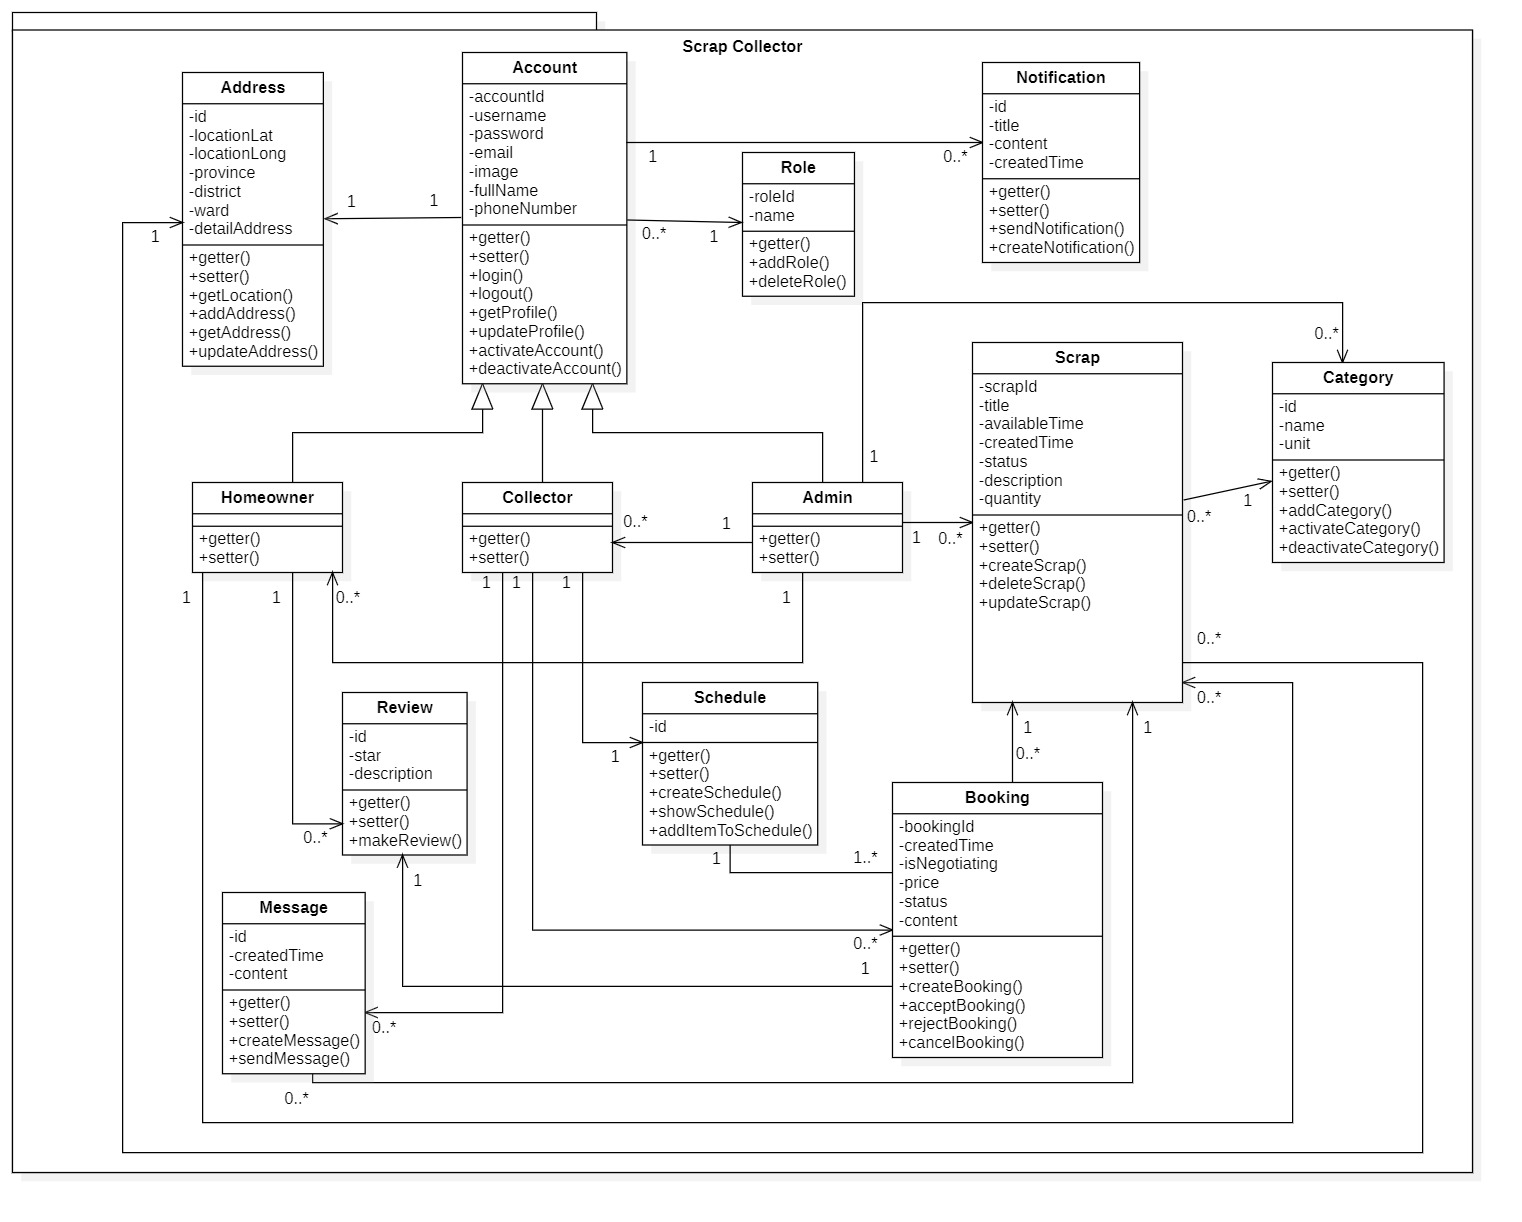 Scrap Collector
Address
-id
-locationLat
-locationLong
-province
-district
-ward
-detailAddress
+getter()
+setter()
+getLocation()
+addAddress()
+getAddress()
+updateAddress()
Account
-accountId
-username
-password
-email
-image
-fullName
-phoneNumber
+getter()
+setter()
+login()
+logout()
+getProfile()
+updateProfile()
+activateAccount()
+deactivateAccount()
Notification
-id
-title
-content
-createdTime
+getter()
+setter()
+sendNotification()
+createNotification()
Role
-roleId
-name
+getter()
+addRole()
+deleteRole()
1
0..*
1
1
0..*
1
1
0..*
1
Scrap
-scrapId
-title
-availableTime
-createdTime
-status
-description
-quantity
+getter()
+setter()
+createScrap()
+deleteScrap()
+updateScrap()
Category
-id
-name
-unit
+getter()
+setter()
+addCategory()
+activateCategory()
+deactivateCategory()
Homeowner
+getter()
+setter()
Collector
+getter()
+setter()
Admin
+getter()
+setter()
0..*
1
1
0..*
0..*
1
1
1
0..*
1
1
1
1
0..*
0..*
1
1
0..*
Review
-id
-star
-description
+getter()
+setter()
+makeReview()
0..*
1
Schedule
-id
+getter()
+setter()
+createSchedule()
+showSchedule()
+addItemToSchedule()
1
1
1..*
Booking
-bookingId
-createdTime
-isNegotiating
-price
-status
-content
+getter()
+setter()
+createBooking()
+acceptBooking()
+rejectBooking()
+cancelBooking()
0..*
1
Message
-id
-createdTime
-content
+getter()
+setter()
+createMessage()
+sendMessage()
0..*
0..*